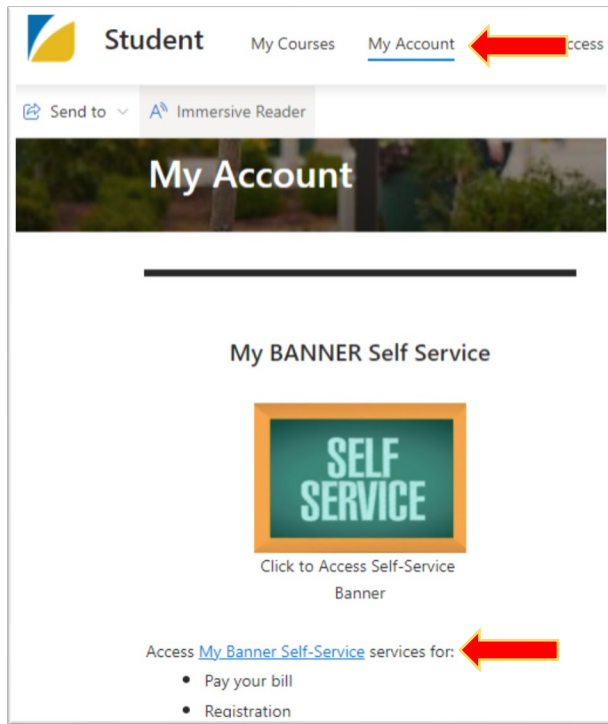 Student My Courses My Account ccess
Send to Immersive Reader
My Account
My BANNER Self Service
SELF
SERVICE
Click to Access Self-Service
Banner
Access My Banner Self-Service services for:
• Pay your bill
• Registration